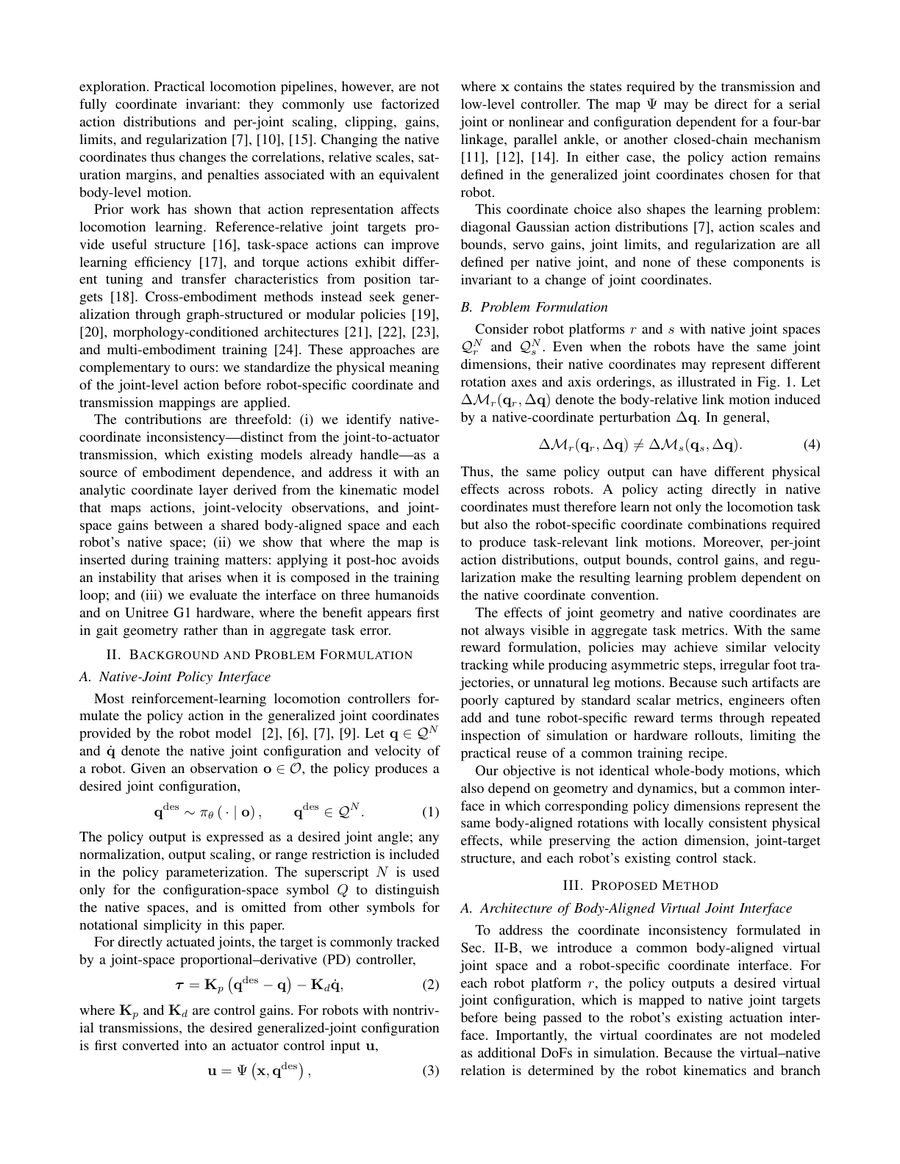 exploration. Practical locomotion pipelines, however, are not
fully coordinate invariant: they commonly use factorized
action distributions and per-joint scaling, clipping, gains,
limits, and regularization [7], [10], [15]. Changing the native
coordinates thus changes the correlations, relative scales, sat-
uration margins, and penalties associated with an equivalent
body-level motion.
Prior work has shown that action representation affects
locomotion learning. Reference-relative joint targets pro-
vide useful structure [16], task-space actions can improve
learning efficiency [17], and torque actions exhibit differ-
ent tuning and transfer characteristics from position tar-
gets [18]. Cross-embodiment methods instead seek gener-
alization through graph-structured or modular policies [19],
[20], morphology-conditioned architectures [21], [22], [23],
and multi-embodiment training [24]. These approaches are
complementary to ours: we standardize the physical meaning
of the joint-level action before robot-specific coordinate and
transmission mappings are applied.
The contributions are threefold: (i) we identify native-
coordinate inconsistency—distinct from the joint-to-actuator
transmission, which existing models already handle—as a
source of embodiment dependence, and address it with an
analytic coordinate layer derived from the kinematic model
that maps actions, joint-velocity observations, and joint-
space gains between a shared body-aligned space and each
robot's native space; (ii) we show that where the map is
inserted during training matters: applying it post-hoc avoids
an instability that arises when it is composed in the training
loop; and (iii) we evaluate the interface on three humanoids
and on Unitree G1 hardware, where the benefit appears first
in gait geometry rather than in aggregate task error.
II. BACKGROUND AND PROBLEM FORMULATION
A. Native-Joint Policy Interface
Most reinforcement-learning locomotion controllers for-
mulate the policy action in the generalized joint coordinates
provided by the robot model [2], [6], [7], [9]. Let q ∈ 𝒬^N
and q̇ denote the native joint configuration and velocity of
a robot. Given an observation o ∈ 𝒪, the policy produces a
desired joint configuration,
q^des ∼ π_θ ( · | o) ,   q^des ∈ 𝒬^N. (1)
The policy output is expressed as a desired joint angle; any
normalization, output scaling, or range restriction is included
in the policy parameterization. The superscript N is used
only for the configuration-space symbol Q to distinguish
the native spaces, and is omitted from other symbols for
notational simplicity in this paper.
For directly actuated joints, the target is commonly tracked
by a joint-space proportional–derivative (PD) controller,
τ = K_p (q^des − q) − K_d q̇, (2)
where K_p and K_d are control gains. For robots with nontriv-
ial transmissions, the desired generalized-joint configuration
is first converted into an actuator control input u,
u = Ψ (x, q^des) , (3)
where x contains the states required by the transmission and
low-level controller. The map Ψ may be direct for a serial
joint or nonlinear and configuration dependent for a four-bar
linkage, parallel ankle, or another closed-chain mechanism
[11], [12], [14]. In either case, the policy action remains
defined in the generalized joint coordinates chosen for that
robot.
This coordinate choice also shapes the learning problem:
diagonal Gaussian action distributions [7], action scales and
bounds, servo gains, joint limits, and regularization are all
defined per native joint, and none of these components is
invariant to a change of joint coordinates.
B. Problem Formulation
Consider robot platforms r and s with native joint spaces
𝒬_r^N and 𝒬_s^N. Even when the robots have the same joint
dimensions, their native coordinates may represent different
rotation axes and axis orderings, as illustrated in Fig. 1. Let
Δℳ_r(q_r, Δq) denote the body-relative link motion induced
by a native-coordinate perturbation Δq. In general,
Δℳ_r(q_r, Δq) ≠ Δℳ_s(q_s, Δq). (4)
Thus, the same policy output can have different physical
effects across robots. A policy acting directly in native
coordinates must therefore learn not only the locomotion task
but also the robot-specific coordinate combinations required
to produce task-relevant link motions. Moreover, per-joint
action distributions, output bounds, control gains, and regu-
larization make the resulting learning problem dependent on
the native coordinate convention.
The effects of joint geometry and native coordinates are
not always visible in aggregate task metrics. With the same
reward formulation, policies may achieve similar velocity
tracking while producing asymmetric steps, irregular foot tra-
jectories, or unnatural leg motions. Because such artifacts are
poorly captured by standard scalar metrics, engineers often
add and tune robot-specific reward terms through repeated
inspection of simulation or hardware rollouts, limiting the
practical reuse of a common training recipe.
Our objective is not identical whole-body motions, which
also depend on geometry and dynamics, but a common inter-
face in which corresponding policy dimensions represent the
same body-aligned rotations with locally consistent physical
effects, while preserving the action dimension, joint-target
structure, and each robot's existing control stack.
III. PROPOSED METHOD
A. Architecture of Body-Aligned Virtual Joint Interface
To address the coordinate inconsistency formulated in
Sec. II-B, we introduce a common body-aligned virtual
joint space and a robot-specific coordinate interface. For
each robot platform r, the policy outputs a desired virtual
joint configuration, which is mapped to native joint targets
before being passed to the robot's existing actuation inter-
face. Importantly, the virtual coordinates are not modeled
as additional DoFs in simulation. Because the virtual–native
relation is determined by the robot kinematics and branch